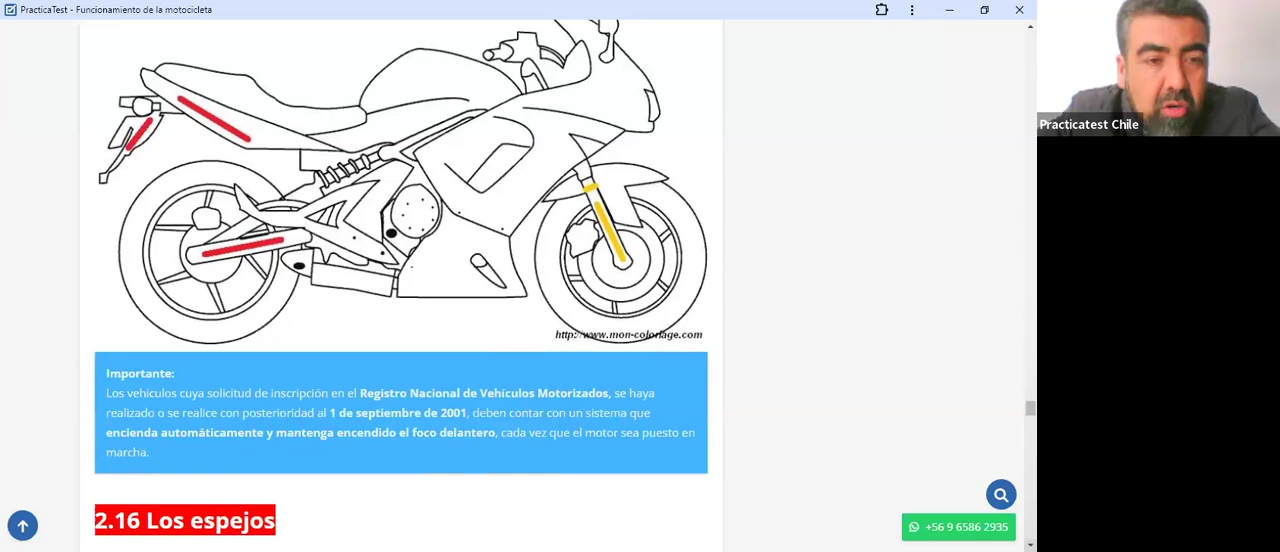 PracticaTest - Funcionamiento de la motocicleta
Practicatest Chile
http://www.mon-coloriage.com
Importante:
Los vehículos cuya solicitud de inscripción en el Registro Nacional de Vehículos Motorizados, se haya
realizado o se realice con posterioridad al 1 de septiembre de 2001, deben contar con un sistema que
encienda automáticamente y mantenga encendido el foco delantero, cada vez que el motor sea puesto en
marcha.
2.16 Los espejos
+56 9 6586 2935